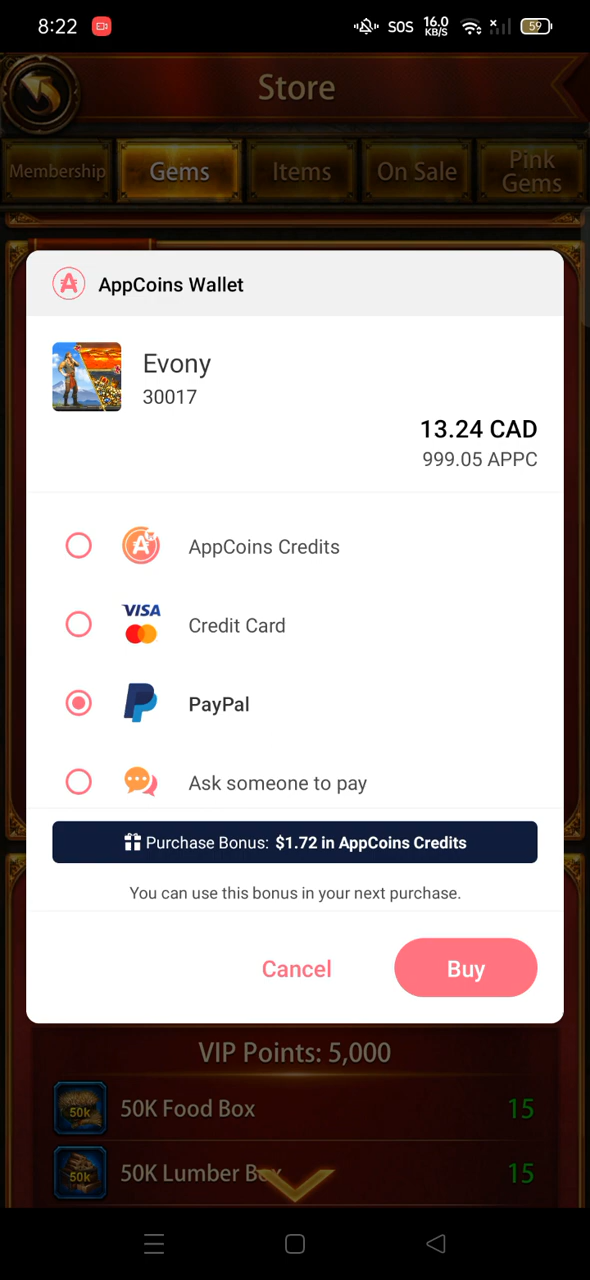 8:22
SOS 16.0 KB/S 59
Store
Membership Gems Items On Sale Pink Gems
AppCoins Wallet
Evony
30017
13.24 CAD
999.05 APPC
AppCoins Credits
VISA
Credit Card
PayPal
Ask someone to pay
Purchase Bonus: $1.72 in AppCoins Credits
You can use this bonus in your next purchase.
Cancel Buy
VIP Points: 5,000
50k 50K Food Box 15
50k 50K Lumber Box 15